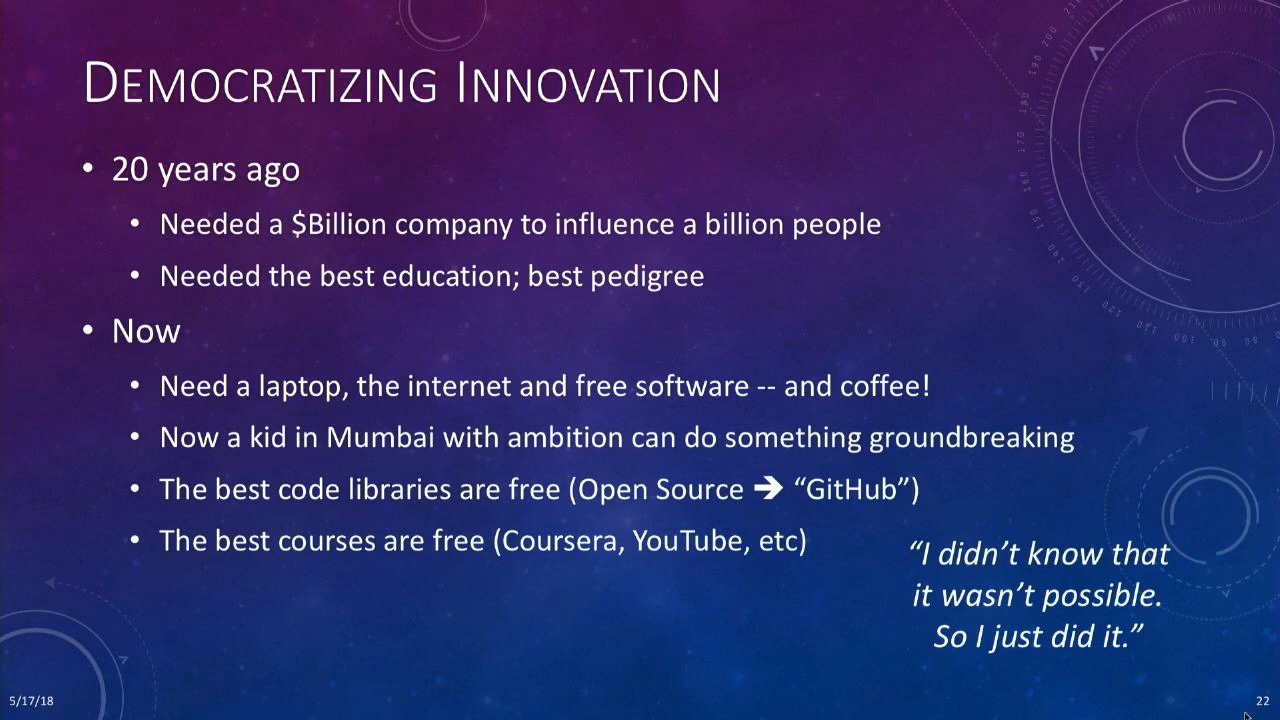 DEMOCRATIZING INNOVATION
• 20 years ago
• Needed a $Billion company to influence a billion people
• Needed the best education; best pedigree
• Now
• Need a laptop, the internet and free software -- and coffee!
• Now a kid in Mumbai with ambition can do something groundbreaking
• The best code libraries are free (Open Source ➔ “GitHub”)
• The best courses are free (Coursera, YouTube, etc)
“I didn’t know that
it wasn’t possible.
So I just did it.”
5/17/18
22